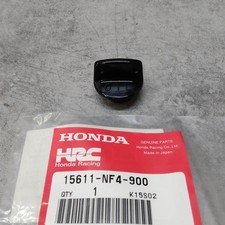 HONDA
HRC
Honda Racing
GENUINE PARTS
Honda Racing Co., Ltd.
Made in Japan
15611-NF4-900
QTY 1 K15S02